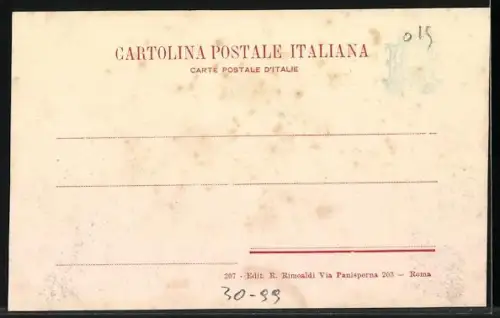 015
CARTOLINA POSTALE ITALIANA
CARTE POSTALE D'ITALIE
207 - Edit. R. Rimoaldi Via Panisperna 203 — Roma
30-99